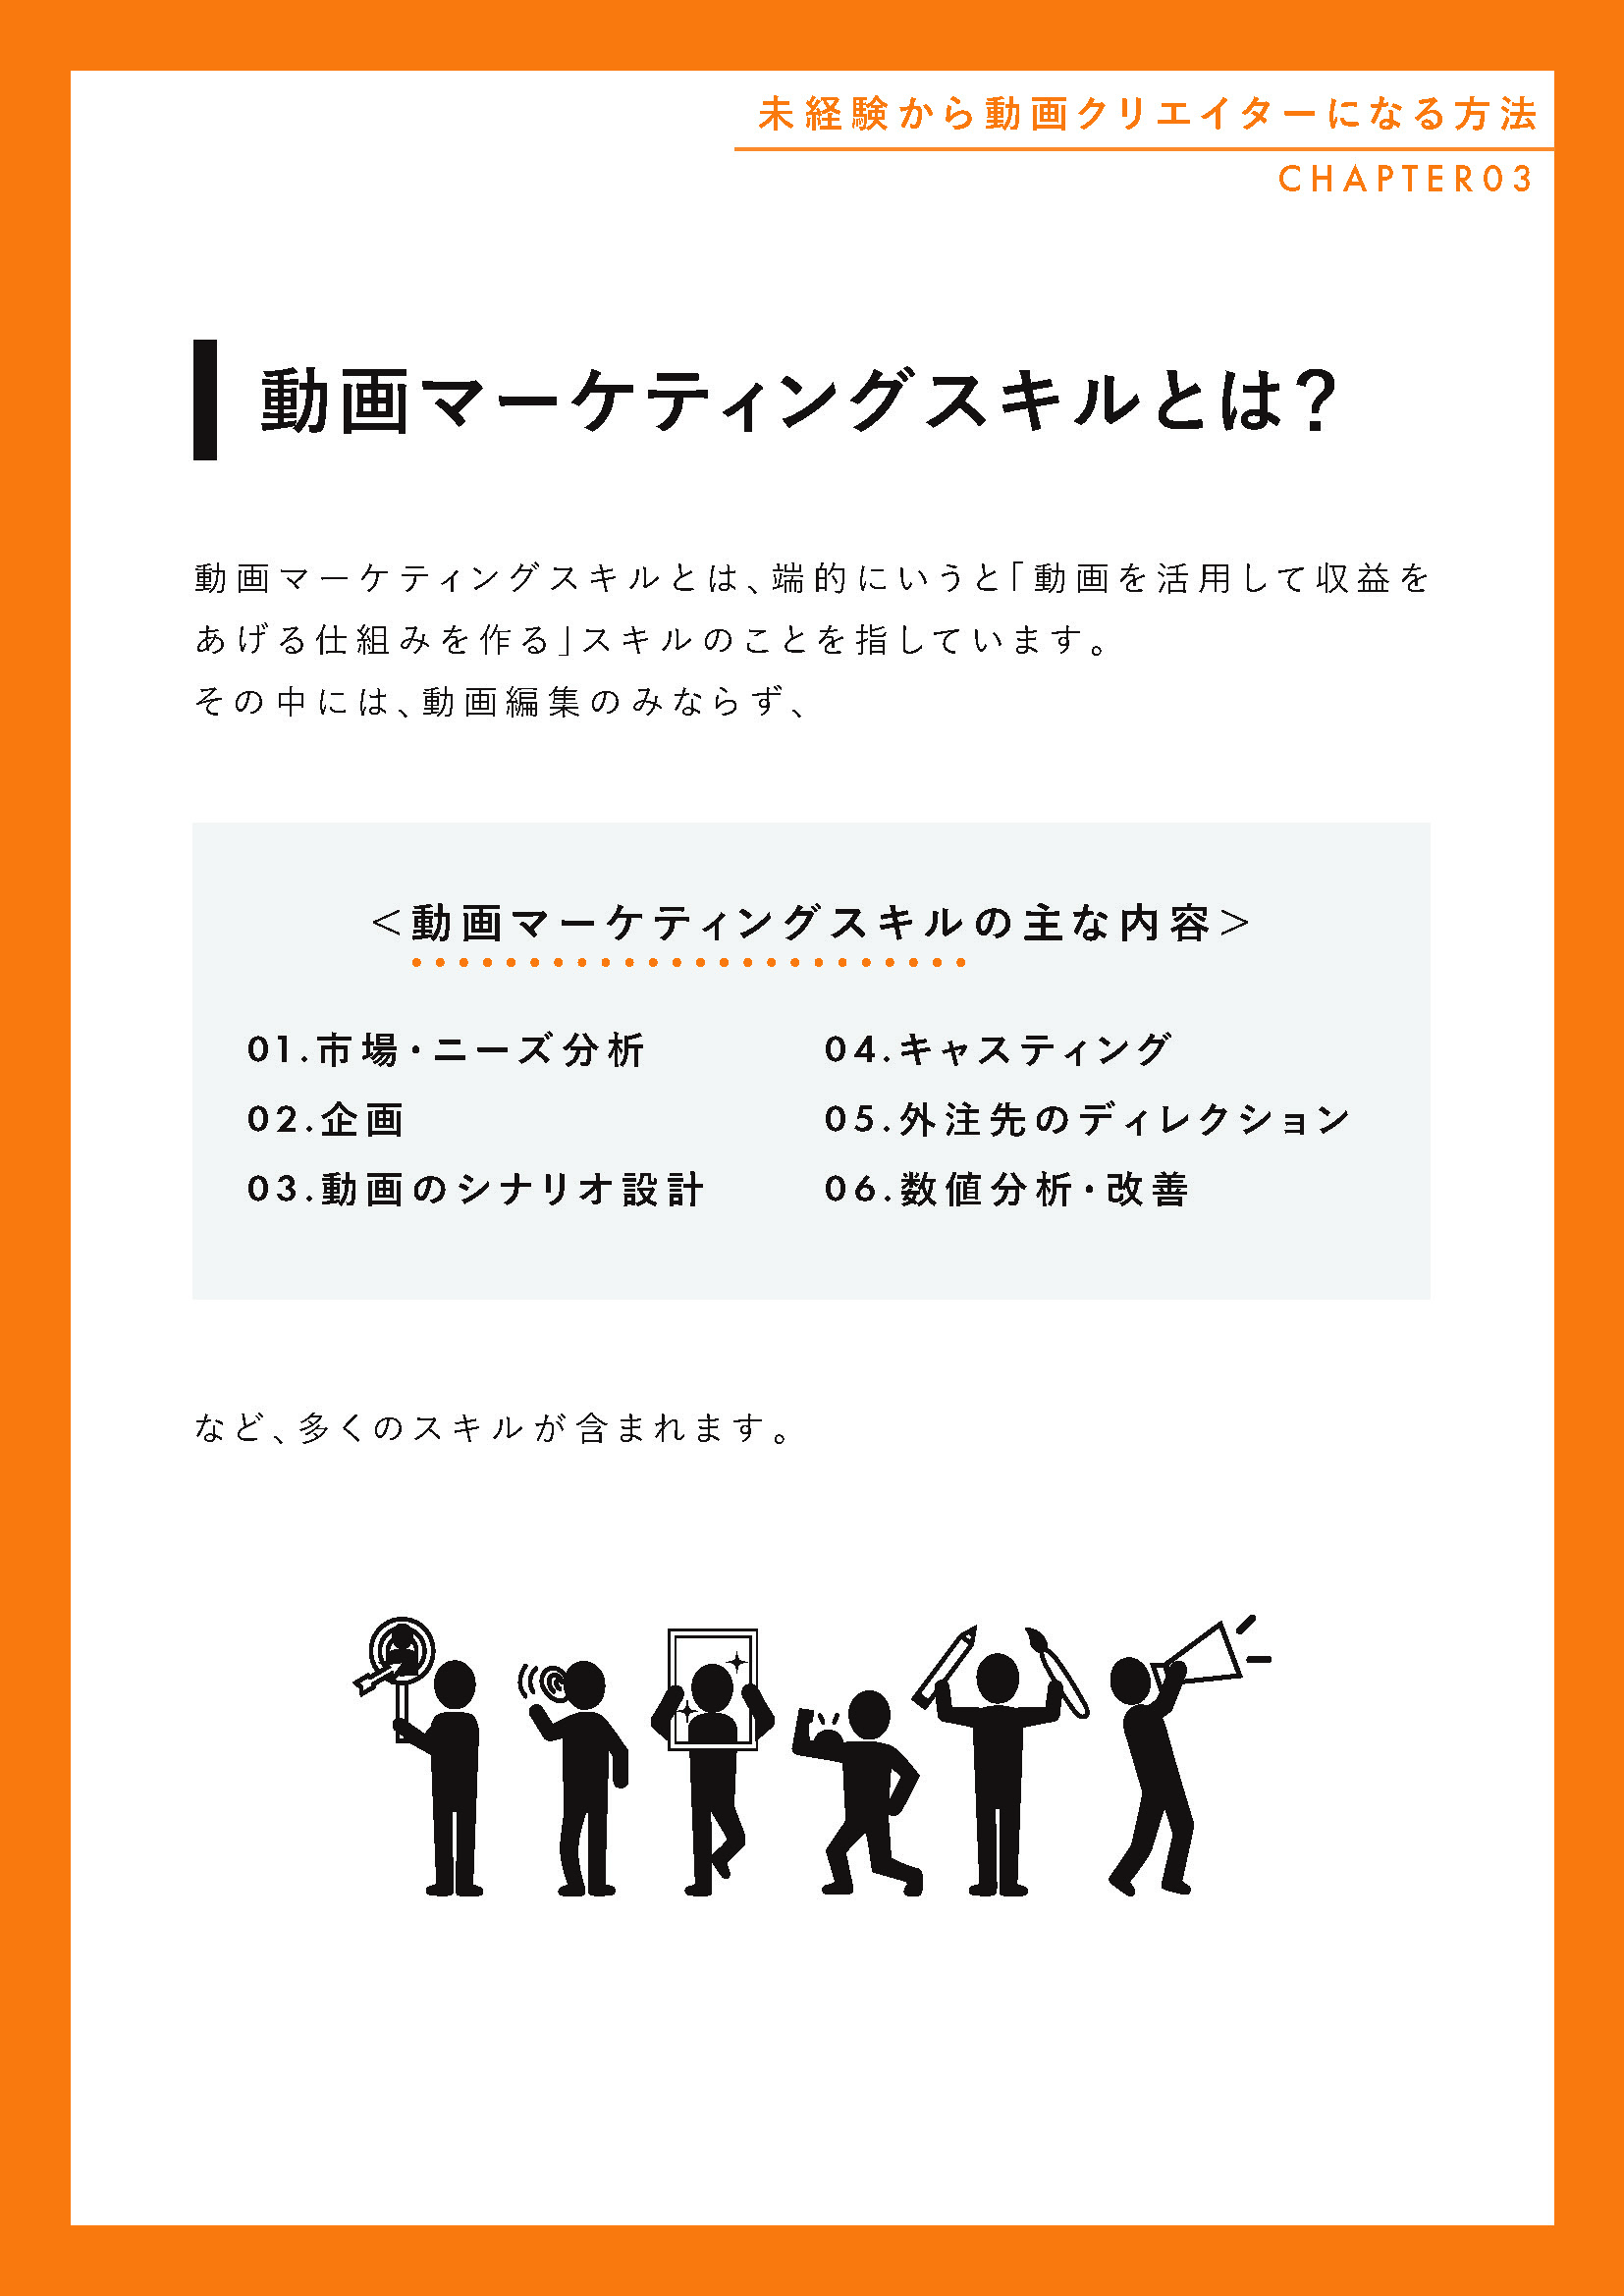 未経験から動画クリエイターになる方法
CHAPTER03
動画マーケティングスキルとは？
動画マーケティングスキルとは、端的にいうと「動画を活用して収益を
あげる仕組みを作る」スキルのことを指しています。
その中には、動画編集のみならず、
＜動画マーケティングスキルの主な内容＞
01.市場・ニーズ分析
02.企画
03.動画のシナリオ設計
04.キャスティング
05.外注先のディレクション
06.数値分析・改善
など、多くのスキルが含まれます。